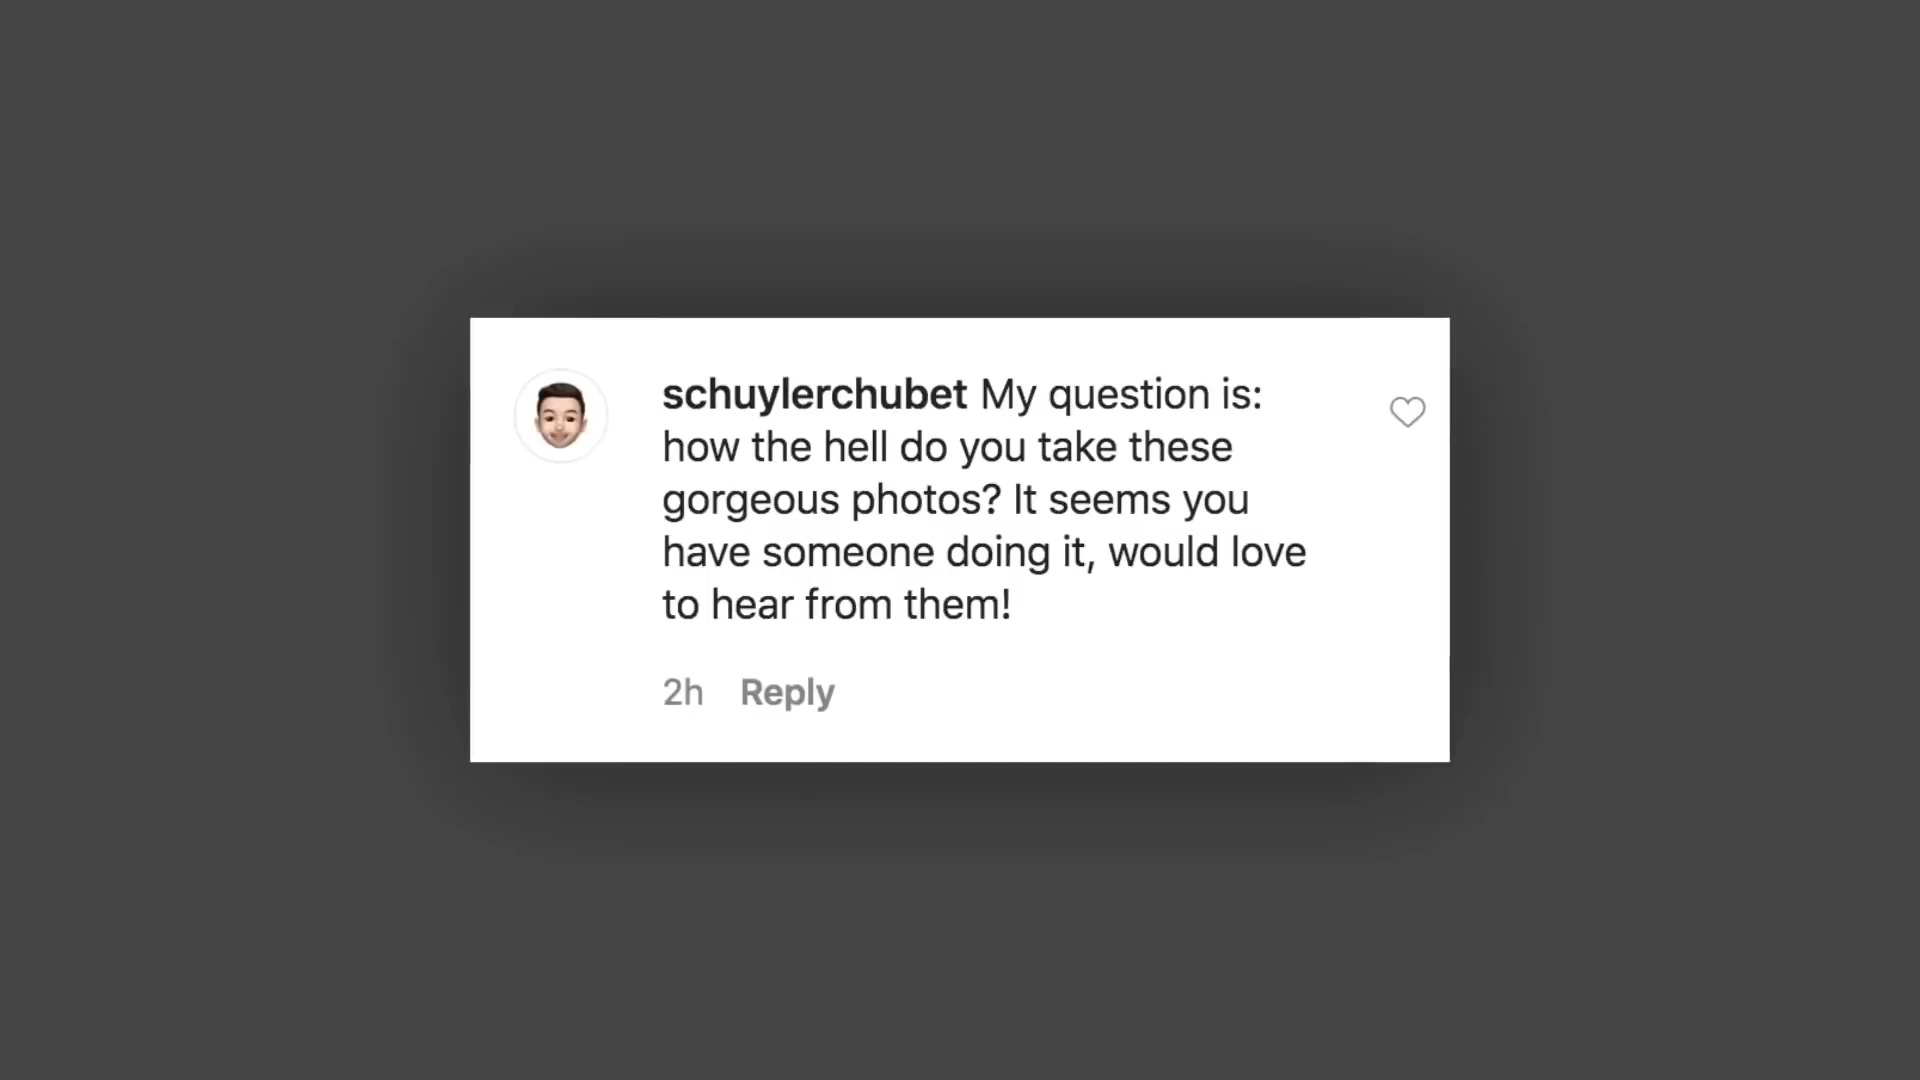 schuylerchubet My question is:
how the hell do you take these
gorgeous photos? It seems you
have someone doing it, would love
to hear from them!
2h Reply